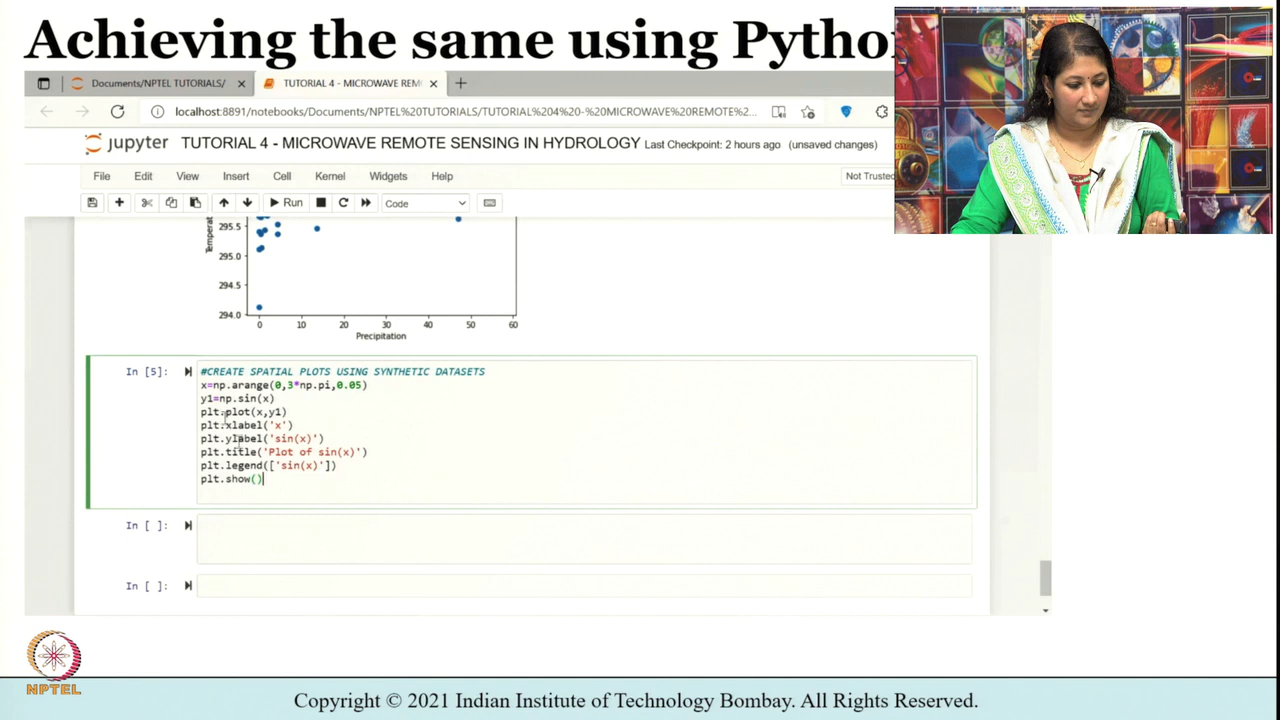 Achieving the same using Pytho
Documents/NPTEL TUTORIALS/
TUTORIAL 4 - MICROWAVE REM
localhost:8891/notebooks/Documents/NPTEL%20TUTORIALS/TUTORIAL%204%20-%20MICROWAVE%20REMOTE%...
jupyter TUTORIAL 4 - MICROWAVE REMOTE SENSING IN HYDROLOGY Last Checkpoint: 2 hours ago (unsaved changes)
File Edit View Insert Cell Kernel Widgets Help Not Trusted
Run Code
Temperat
295.5
295.0
294.5
294.0
0 10 20 30 40 50 60
Precipitation
In [5]:
#CREATE SPATIAL PLOTS USING SYNTHETIC DATASETS
x=np.arange(0,3*np.pi,0.05)
y1=np.sin(x)
plt.plot(x,y1)
plt.xlabel('x')
plt.ylabel('sin(x)')
plt.title('Plot of sin(x)')
plt.legend(['sin(x)'])
plt.show()
In [ ]:
In [ ]:
NPTEL
Copyright © 2021 Indian Institute of Technology Bombay. All Rights Reserved.